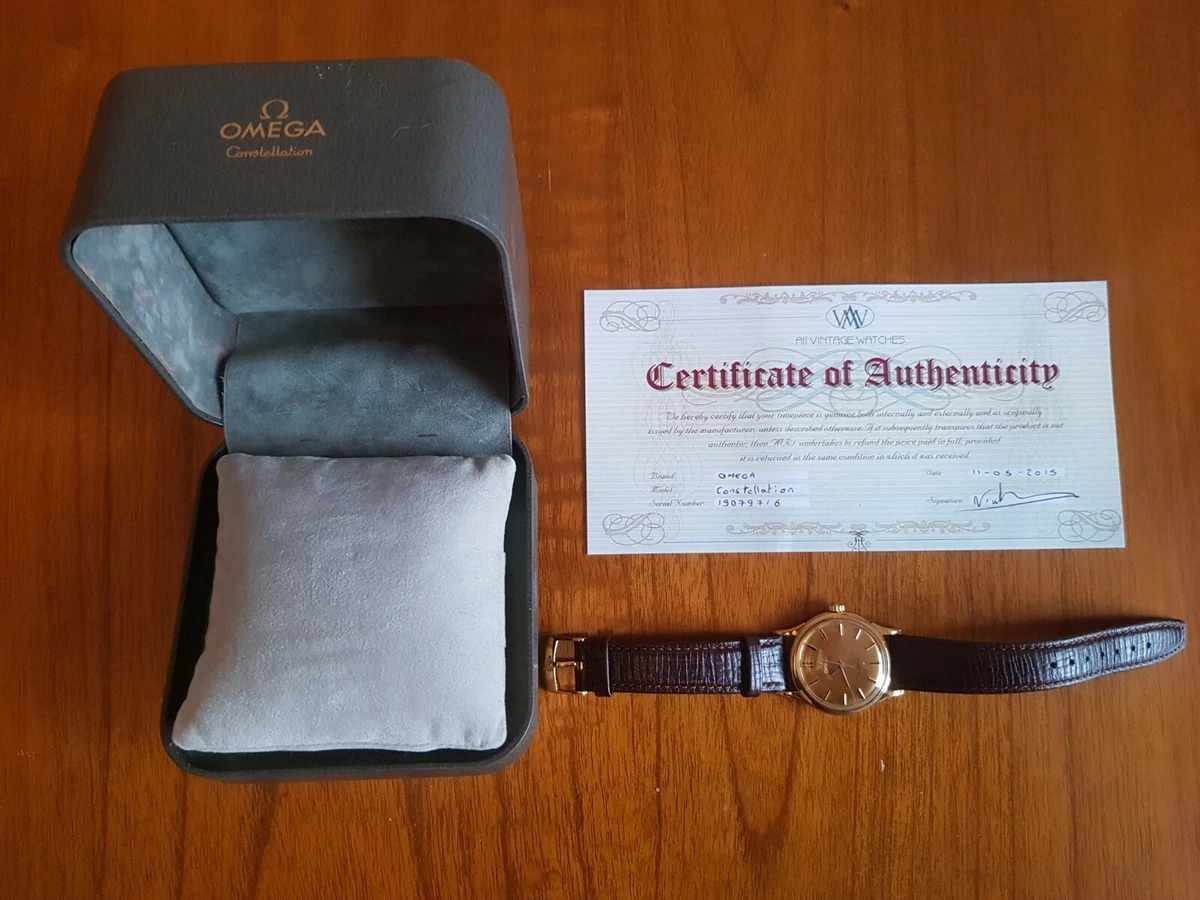 Ω
OMEGA
Constellation
All VINTAGE WATCHES
Certificate of Authenticity
We hereby certify that your timepiece is genuine both internally and externally and as originally
issued by the manufacturer, unless described otherwise. If it subsequently transpires that the product is not
authentic, then AVW undertakes to refund the price paid in full, provided
it is returned in the same condition in which it was received.
Brand OMEGA Date 11-05-2015
Model Constellation
Serial Number 19079716 Signature